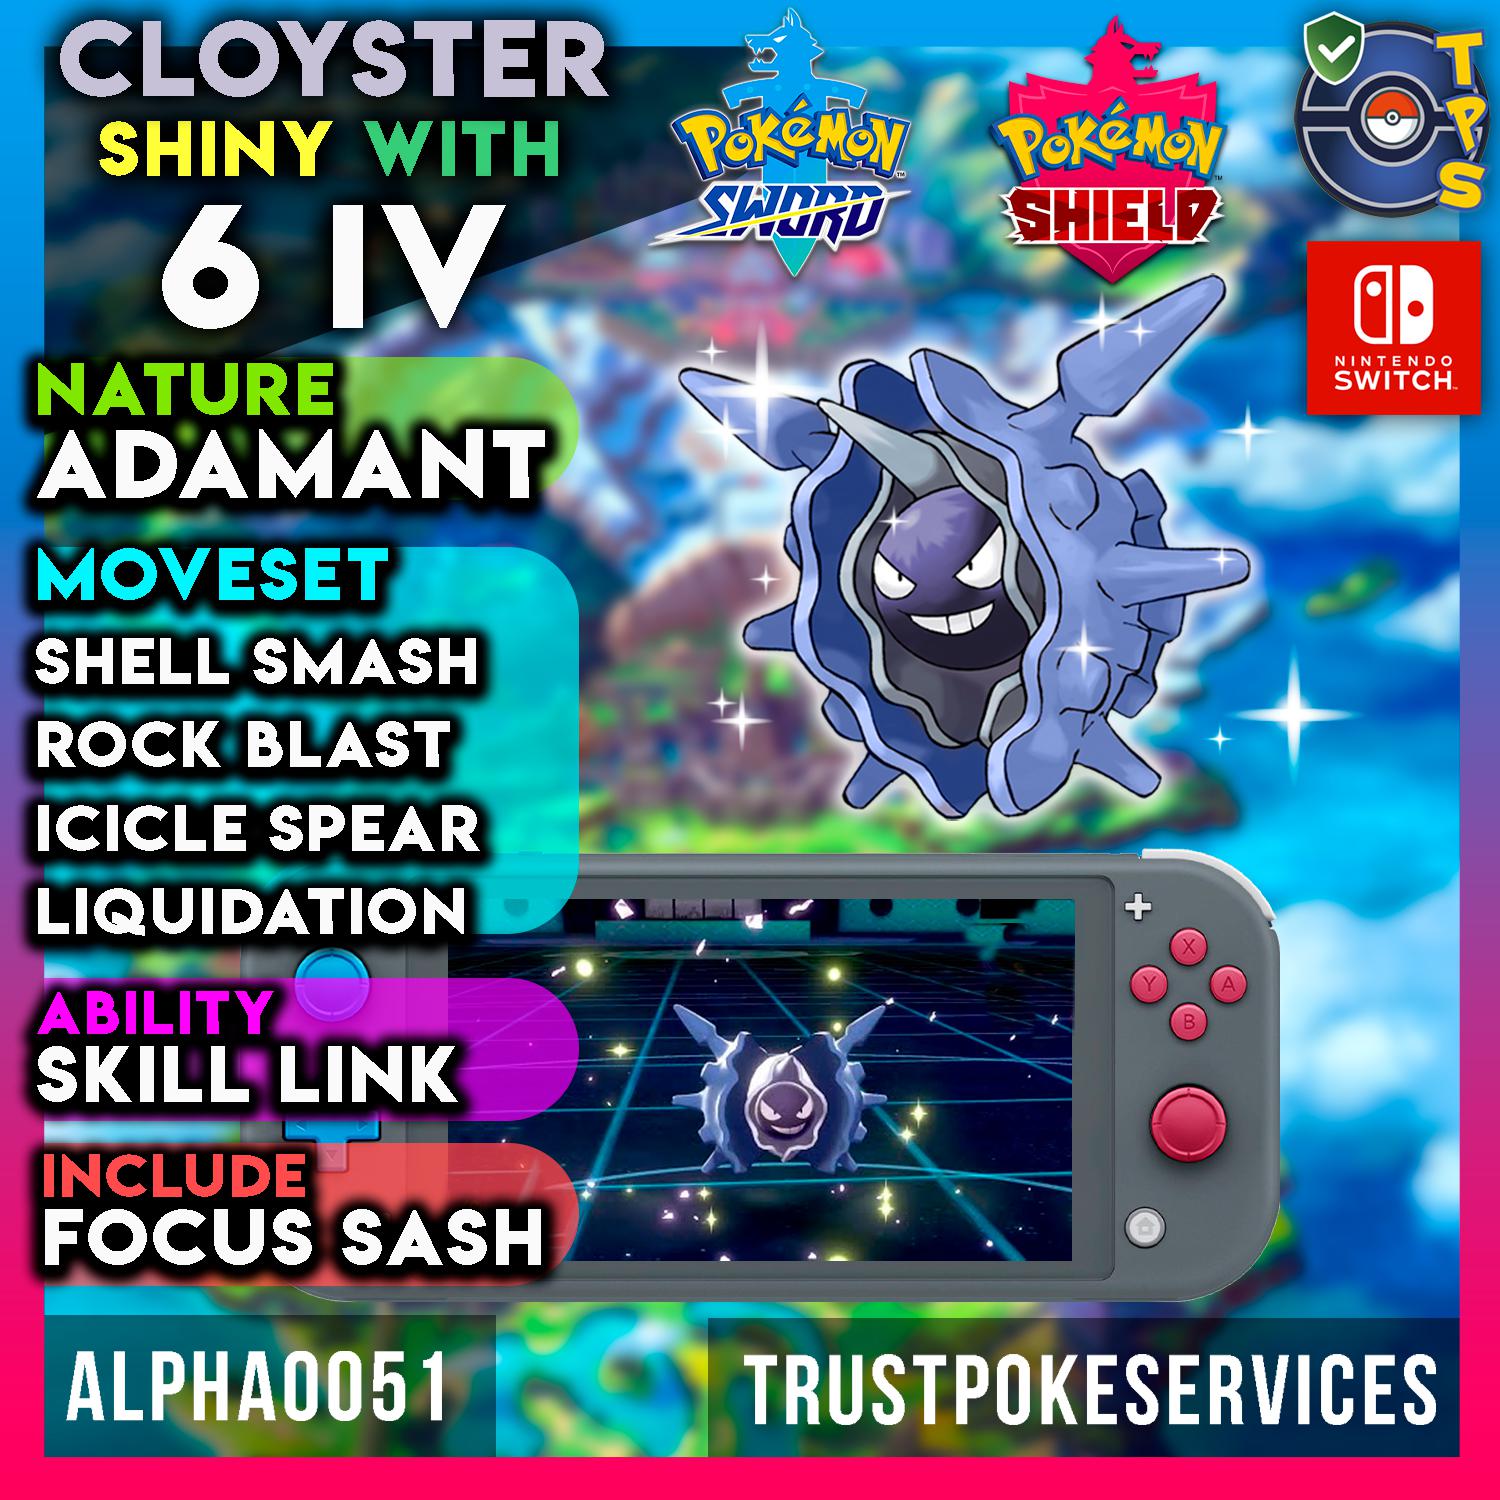 CLOYSTER
SHINY WITH
6 IV
NATURE
ADAMANT
MOVESET
SHELL SMASH
ROCK BLAST
ICICLE SPEAR
LIQUIDATION
ABILITY
SKILL LINK
INCLUDE
FOCUS SASH
ALPHA0051
TRUSTPOKESERVICES
POKéMON
SWORD
POKéMON
SHIELD
TPS
NINTENDO
SWITCH
X
Y
A
B